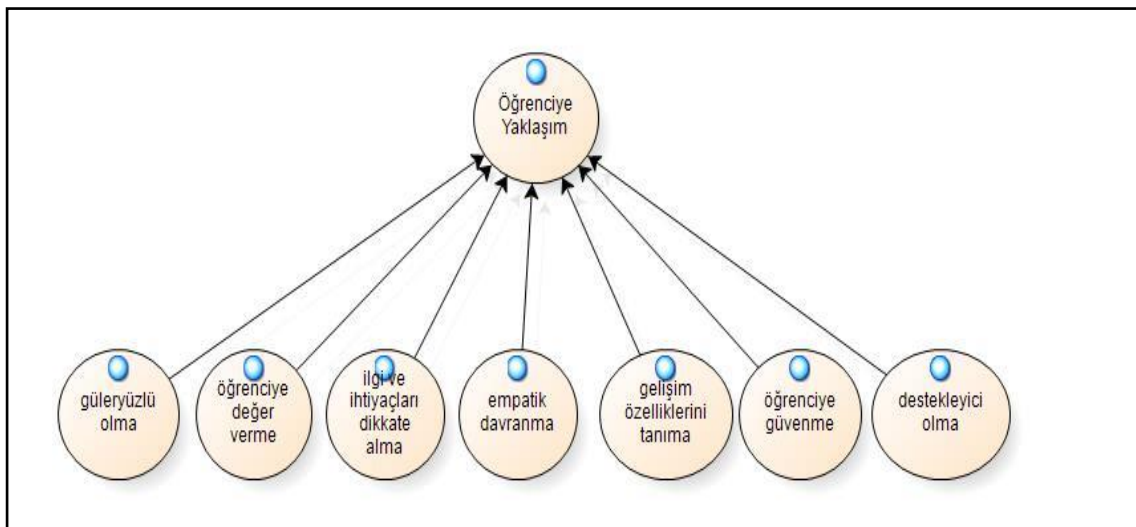 Öğrenciye
Yaklaşım
güleryüzlü
olma
öğrenciye
değer
verme
ilgi ve
ihtiyaçları
dikkate
alma
empatik
davranma
gelişim
özelliklerini
tanıma
öğrenciye
güvenme
destekleyici
olma